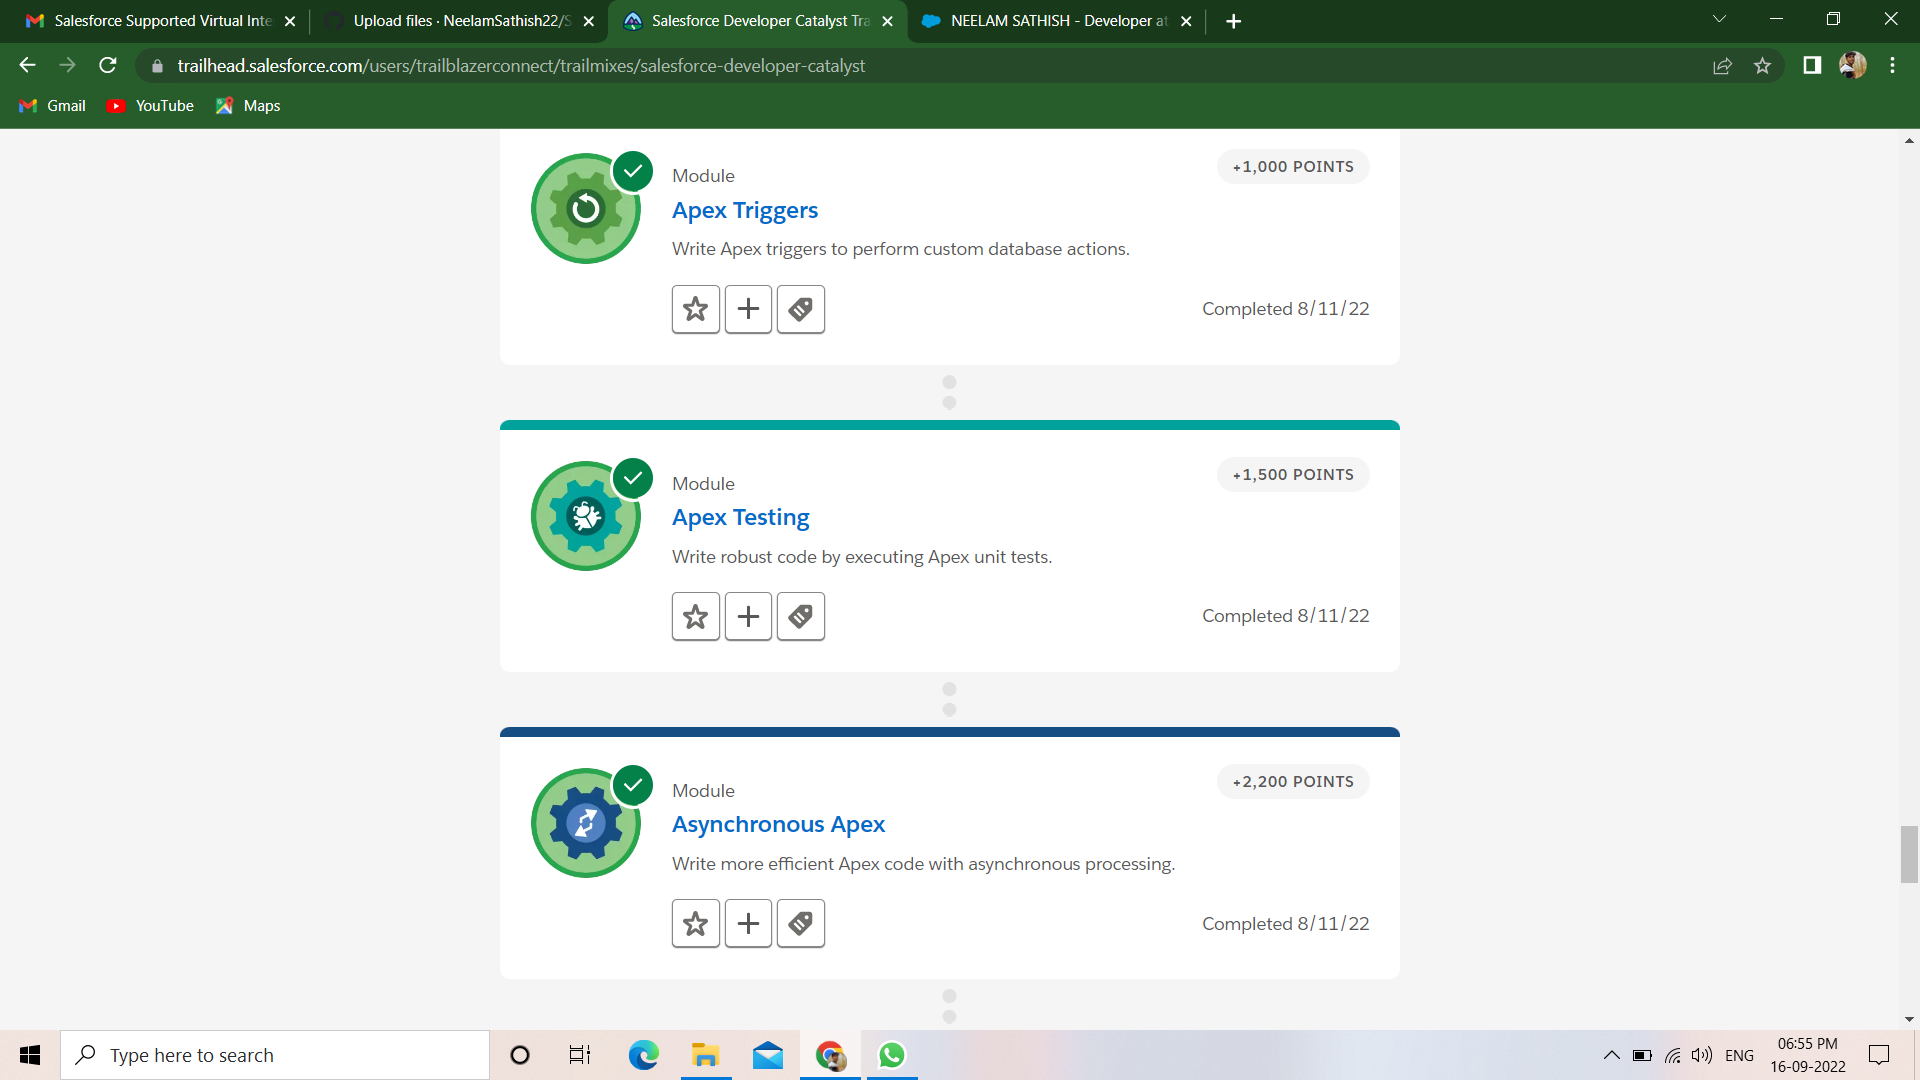 Salesforce Supported Virtual Inte
Upload files · NeelamSathish22/S
Salesforce Developer Catalyst Tra
NEELAM SATHISH - Developer at
trailhead.salesforce.com/users/trailblazerconnect/trailmixes/salesforce-developer-catalyst
Gmail
YouTube
Maps
Module
+1,000 POINTS
Apex Triggers
Write Apex triggers to perform custom database actions.
Completed 8/11/22
Module
+1,500 POINTS
Apex Testing
Write robust code by executing Apex unit tests.
Completed 8/11/22
Module
+2,200 POINTS
Asynchronous Apex
Write more efficient Apex code with asynchronous processing.
Completed 8/11/22
Type here to search
ENG
06:55 PM
16-09-2022